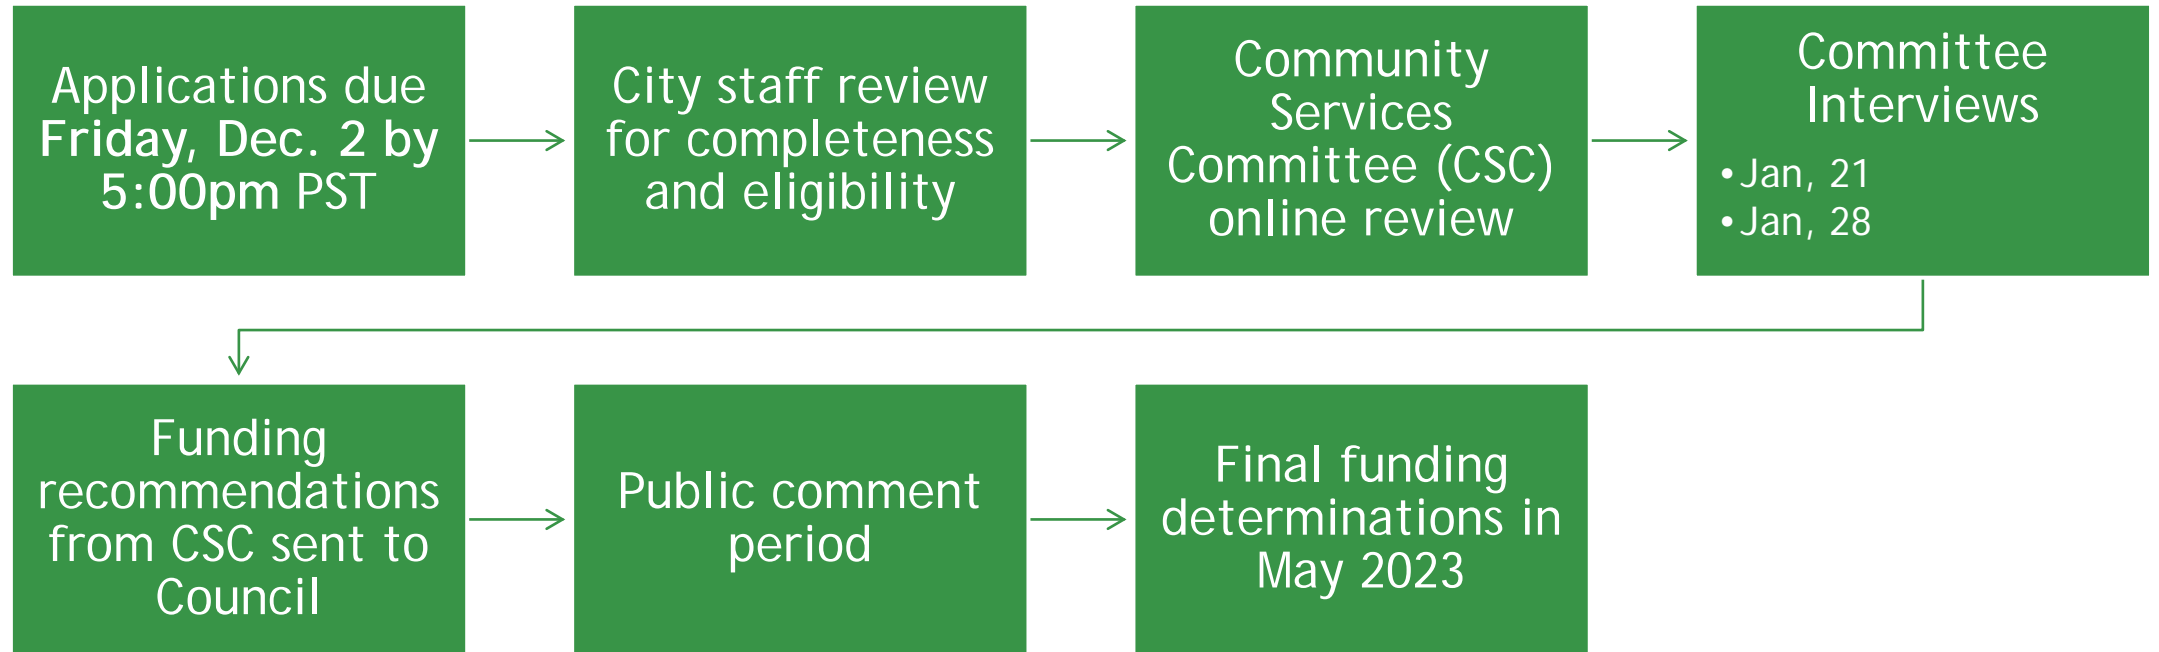 Applications due
Friday, Dec. 2 by
5:00pm PST
City staff review
for completeness
and eligibility
Community
Services
Committee (CSC)
online review
Committee
Interviews
•Jan, 21
•Jan, 28
Funding
recommendations
from CSC sent to
Council
Public comment
period
Final funding
determinations in
May 2023